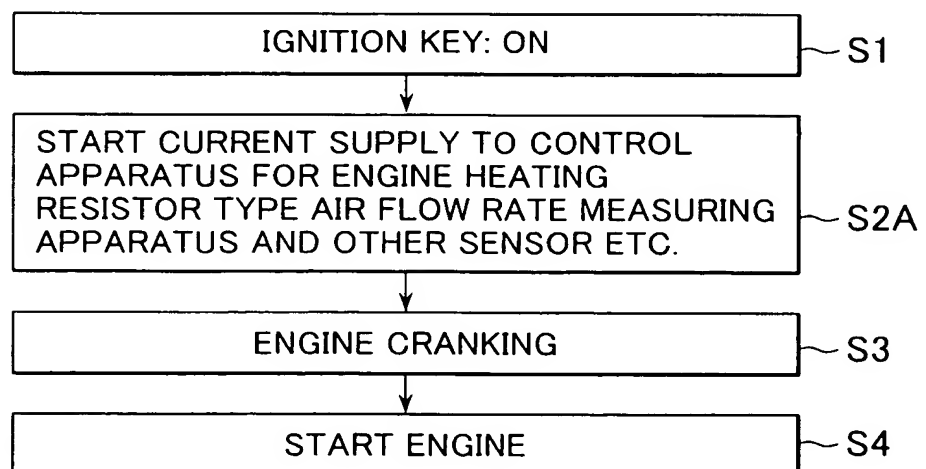 IGNITION KEY: ON
S1
START CURRENT SUPPLY TO CONTROL
APPARATUS FOR ENGINE HEATING
RESISTOR TYPE AIR FLOW RATE MEASURING
APPARATUS AND OTHER SENSOR ETC.
S2A
ENGINE CRANKING
S3
START ENGINE
S4